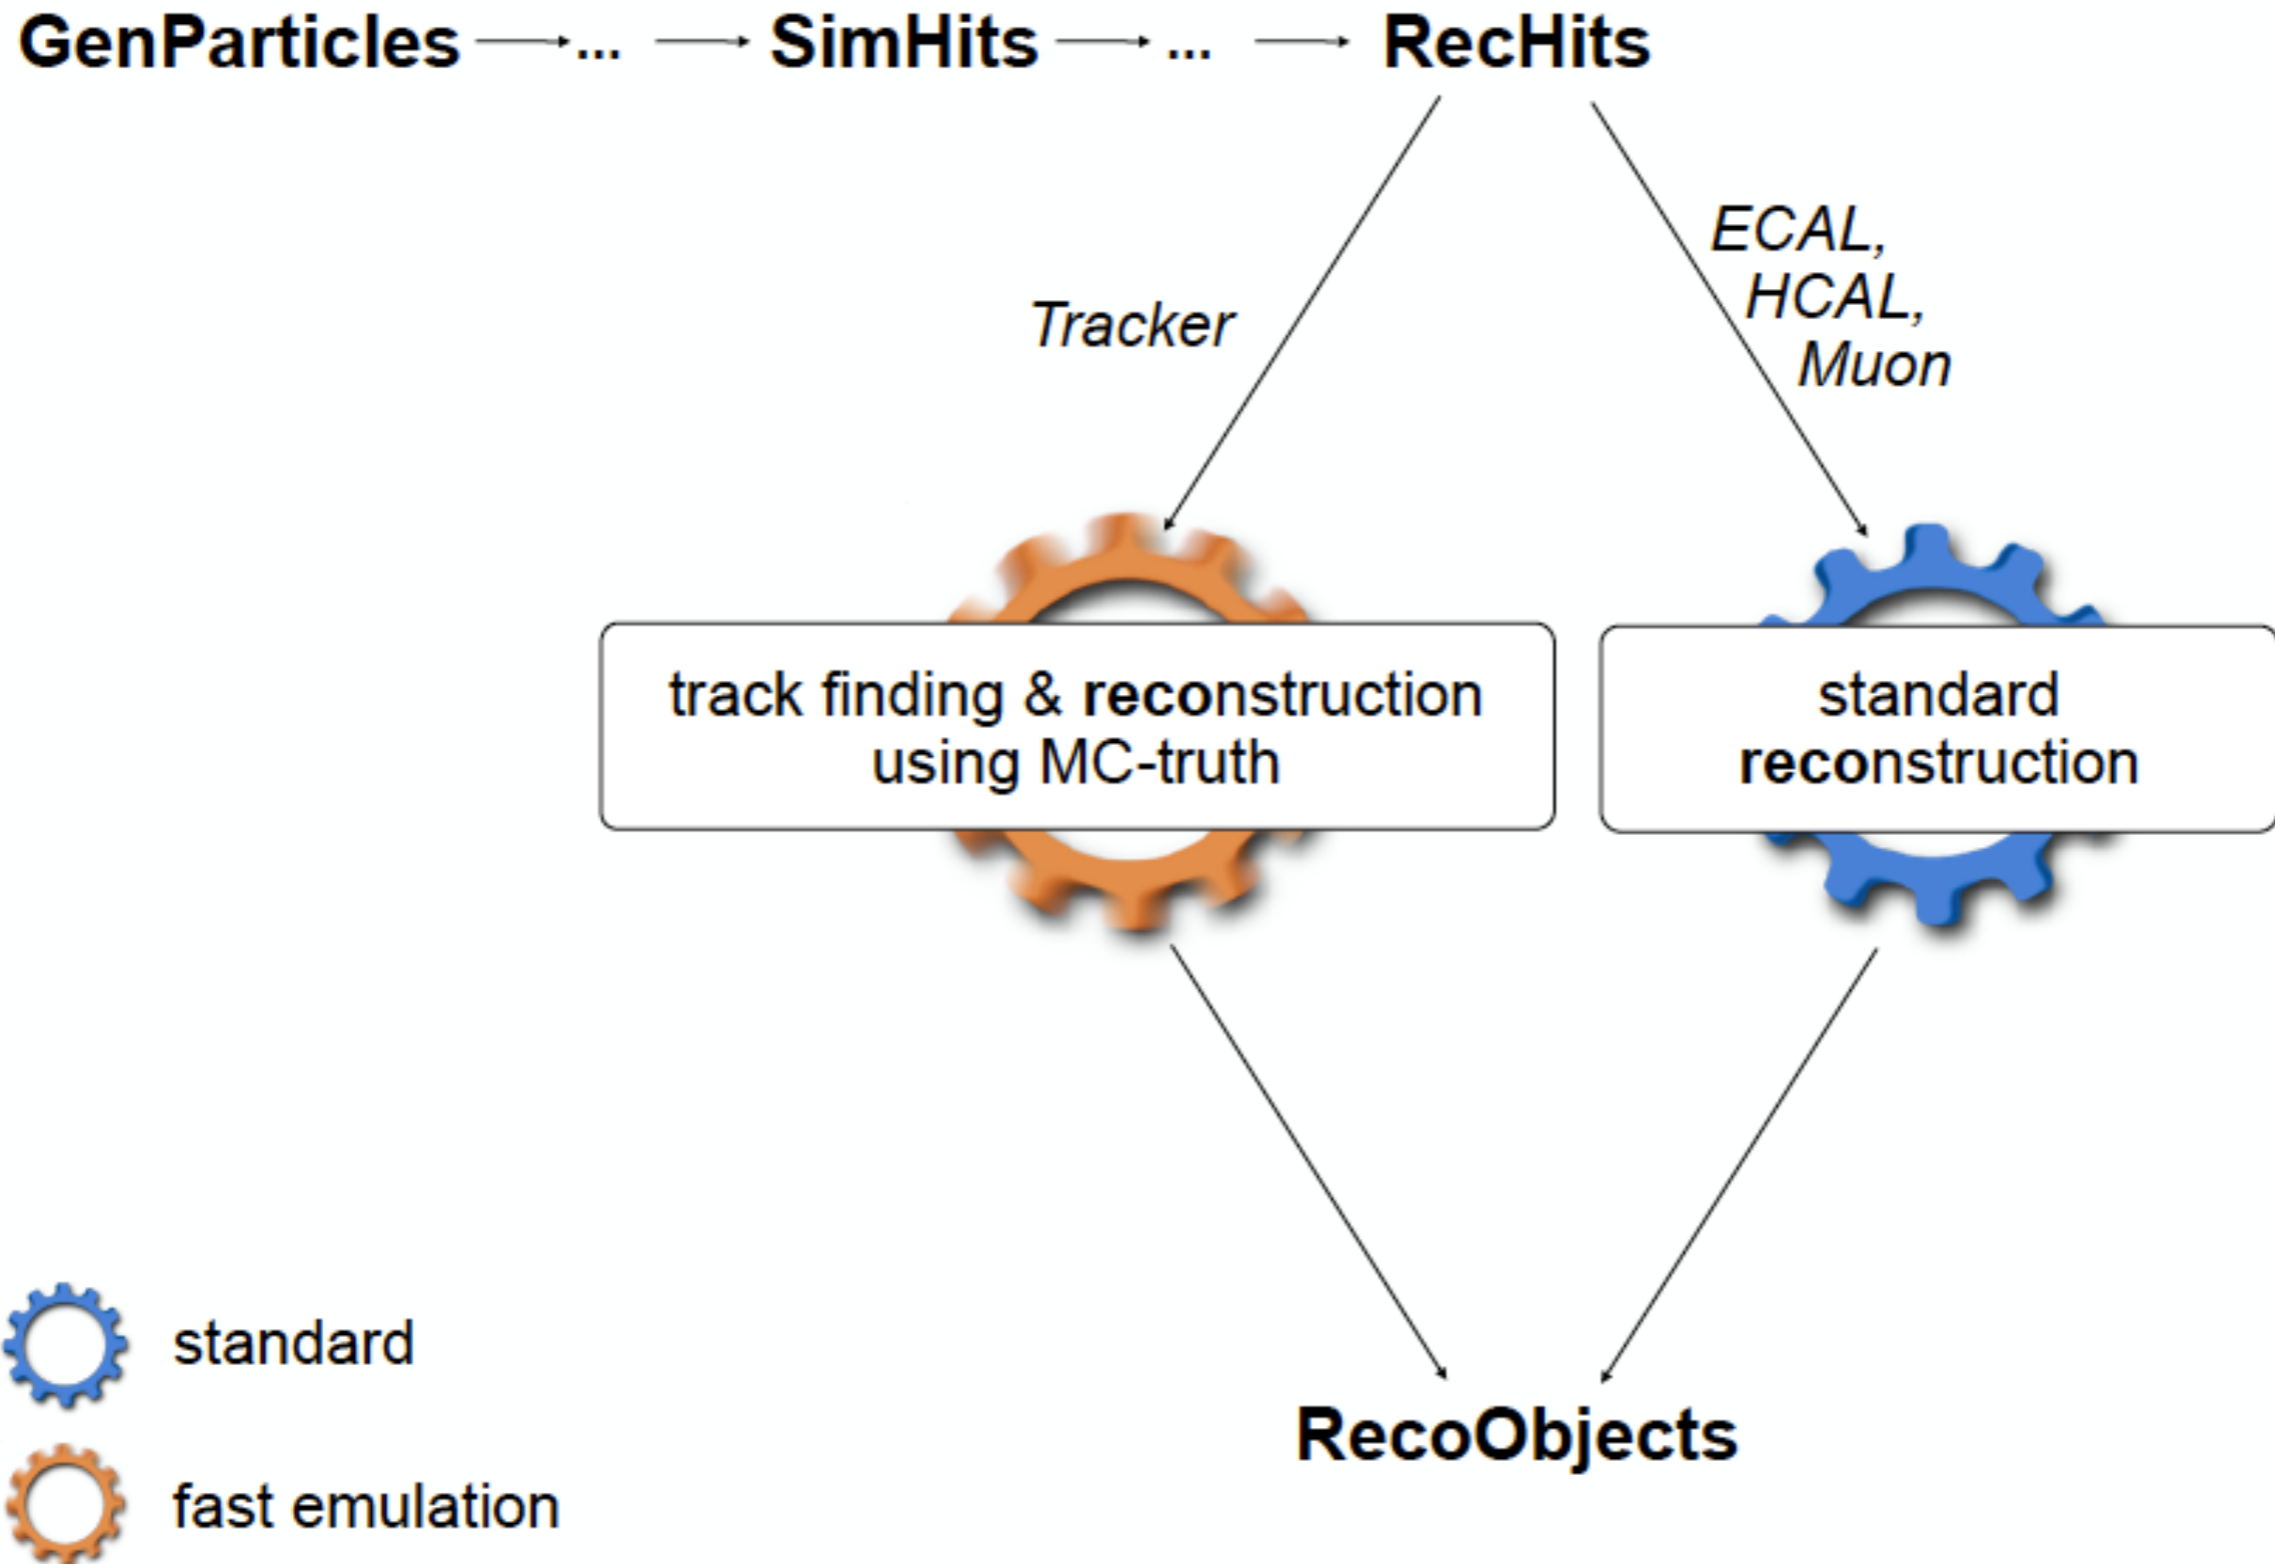 GenParticles ... SimHits ... RecHits
ECAL,
HCAL,
Muon
Tracker
track finding & reconstruction
using MC-truth
standard
reconstruction
RecoObjects
standard
fast emulation